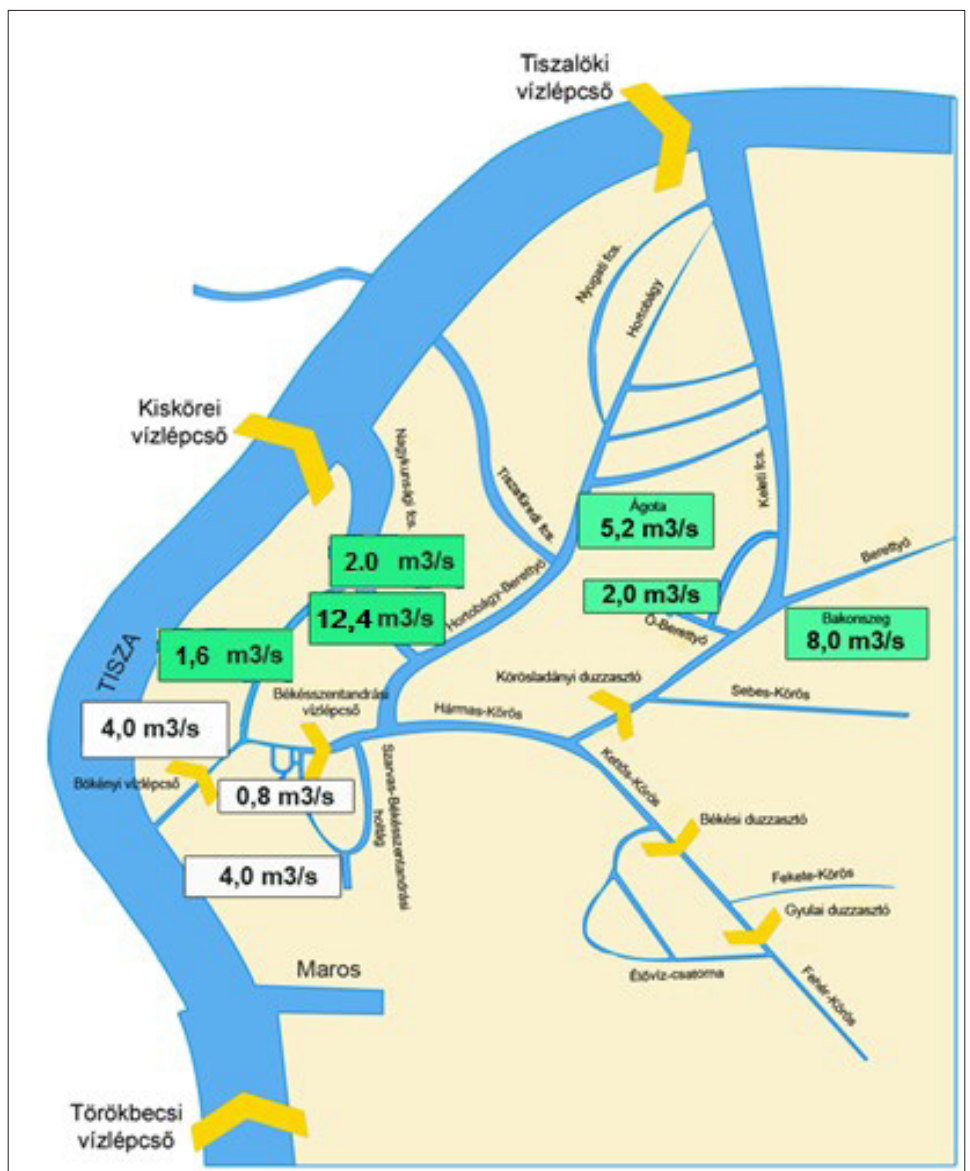 Tiszalöki
vízlépcső
Nyugati fcs.
Hortobágy
Kiskörei
vízlépcső
Nagykunsági fcs.
Tiszafüredi fcs.
Keleti fcs.
Ágota
5,2 m3/s
2.0 m3/s
12,4 m3/s
Hortobágy-Berettyó
2,0 m3/s
Ó-Berettyó
Berettyó
Bakonszeg
8,0 m3/s
TISZA
1,6 m3/s
Békésszentandrási
vízlépcső
Körösladányi duzzasztó
Sebes-Körös
Hármas-Körös
4,0 m3/s
Bökényi vízlépcső
0,8 m3/s
Szarvas-Békésszentandrási
holtág
Kettős-Körös
Békési duzzasztó
4,0 m3/s
Fekete-Körös
Gyulai duzzasztó
Élővíz-csatorna
Fehér-Körös
Maros
Törökbecsi
vízlépcső